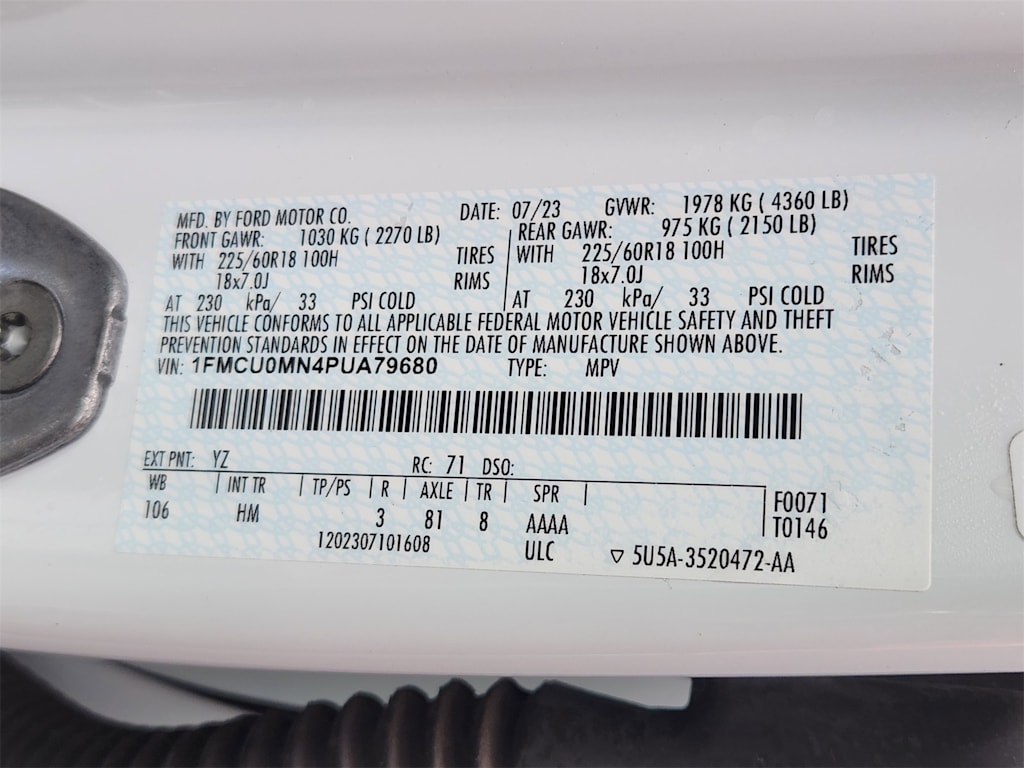 MFD. BY FORD MOTOR CO. DATE: 07/23 GVWR: 1978 KG ( 4360 LB)
FRONT GAWR: 1030 KG ( 2270 LB) REAR GAWR: 975 KG ( 2150 LB)
WITH 225/60R18 100H TIRES WITH 225/60R18 100H TIRES
18x7.0J RIMS 18x7.0J RIMS
AT 230 kPa/ 33 PSI COLD AT 230 kPa/ 33 PSI COLD
THIS VEHICLE CONFORMS TO ALL APPLICABLE FEDERAL MOTOR VEHICLE SAFETY AND THEFT
PREVENTION STANDARDS IN EFFECT ON THE DATE OF MANUFACTURE SHOWN ABOVE.
VIN: 1FMCU0MN4PUA79680 TYPE: MPV
EXT PNT: YZ RC: 71 DSO:
WB INT TR TP/PS R AXLE TR SPR F0071
106 HM 3 81 8 AAAA T0146
1202307101608 ULC ▽ 5U5A-3520472-AA